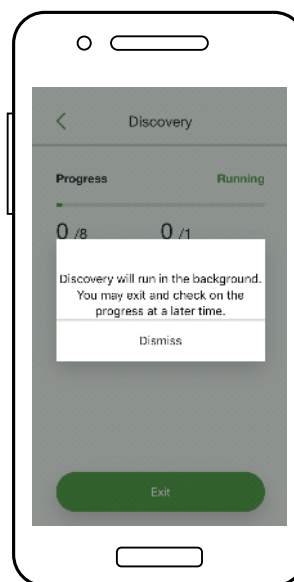 Discovery
Progress Running
0 /8 0 /1
Discovery will run in the background.
You may exit and check on the
progress at a later time.
Dismiss
Exit